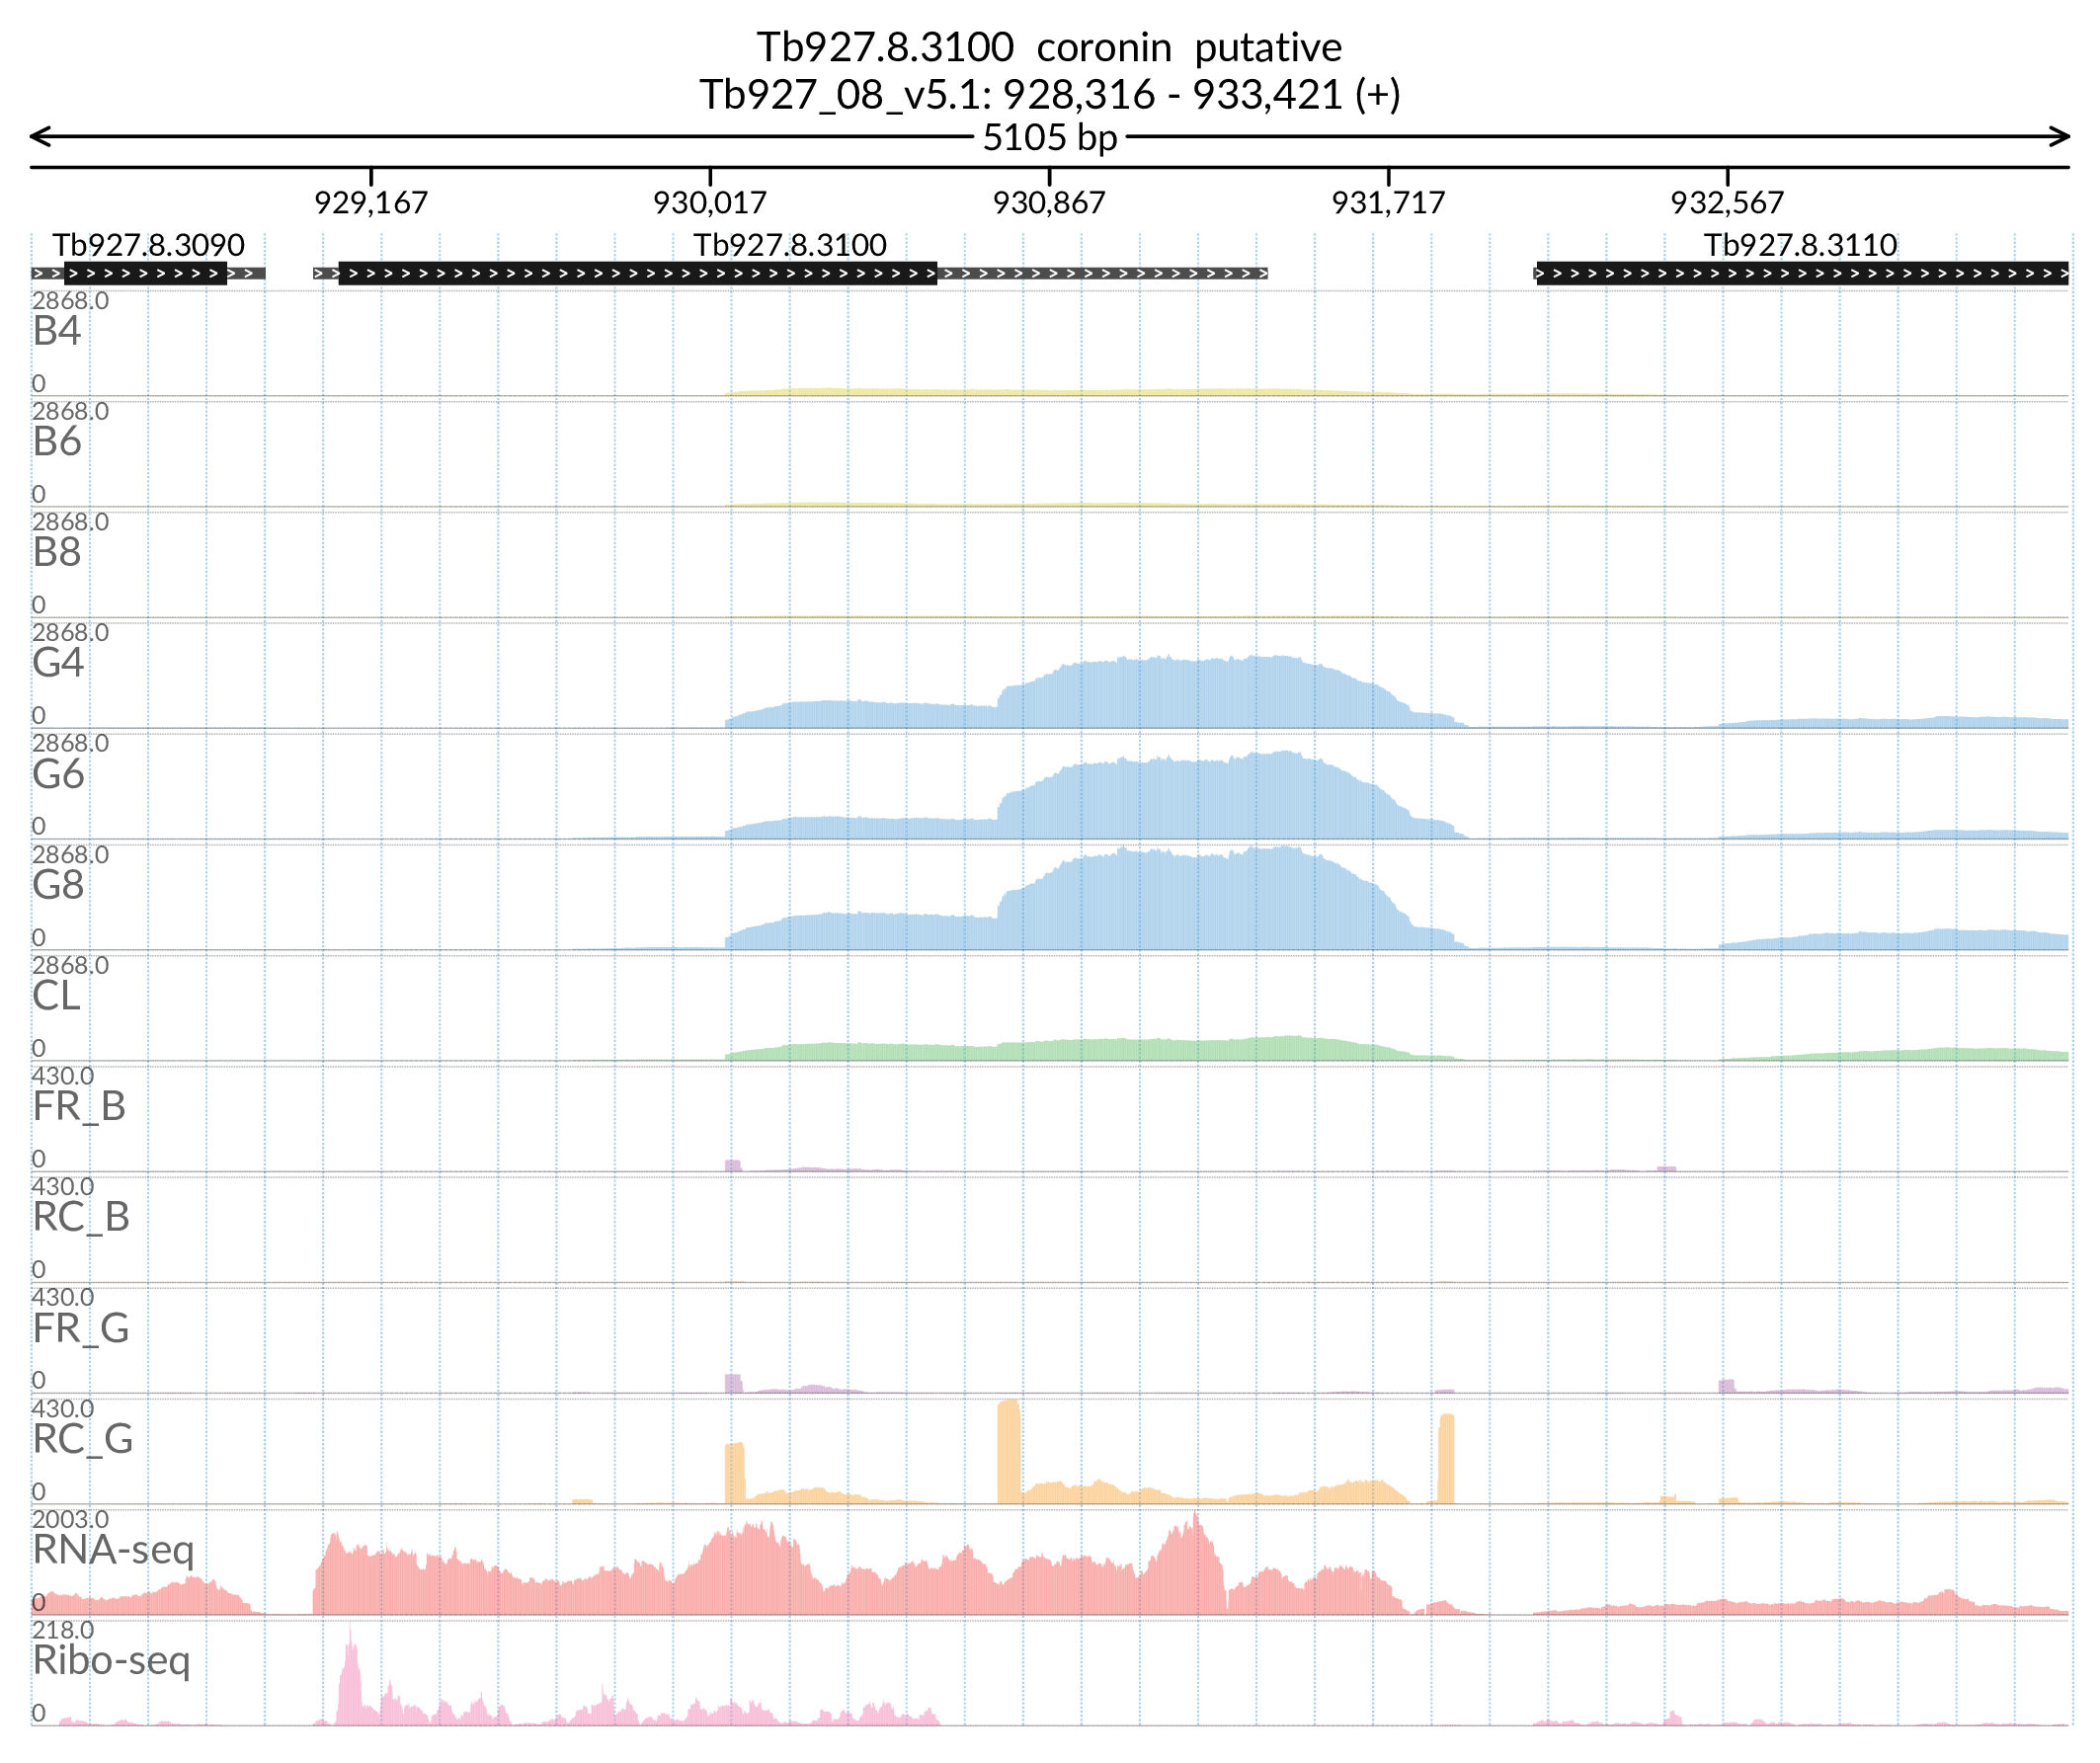 Tb927.8.3100 coronin putative
Tb927_08_v5.1: 928,316 - 933,421 (+)
5105 bp
929,167 930,017 930,867 931,717 932,567
Tb927.8.3090 Tb927.8.3100 Tb927.8.3110
2868.0
B4
0
2868.0
B6
0
2868.0
B8
0
2868.0
G4
0
2868.0
G6
0
2868.0
G8
0
2868.0
CL
0
430.0
FR_B
0
430.0
RC_B
0
430.0
FR_G
0
430.0
RC_G
0
2003.0
RNA-seq
0
218.0
Ribo-seq
0